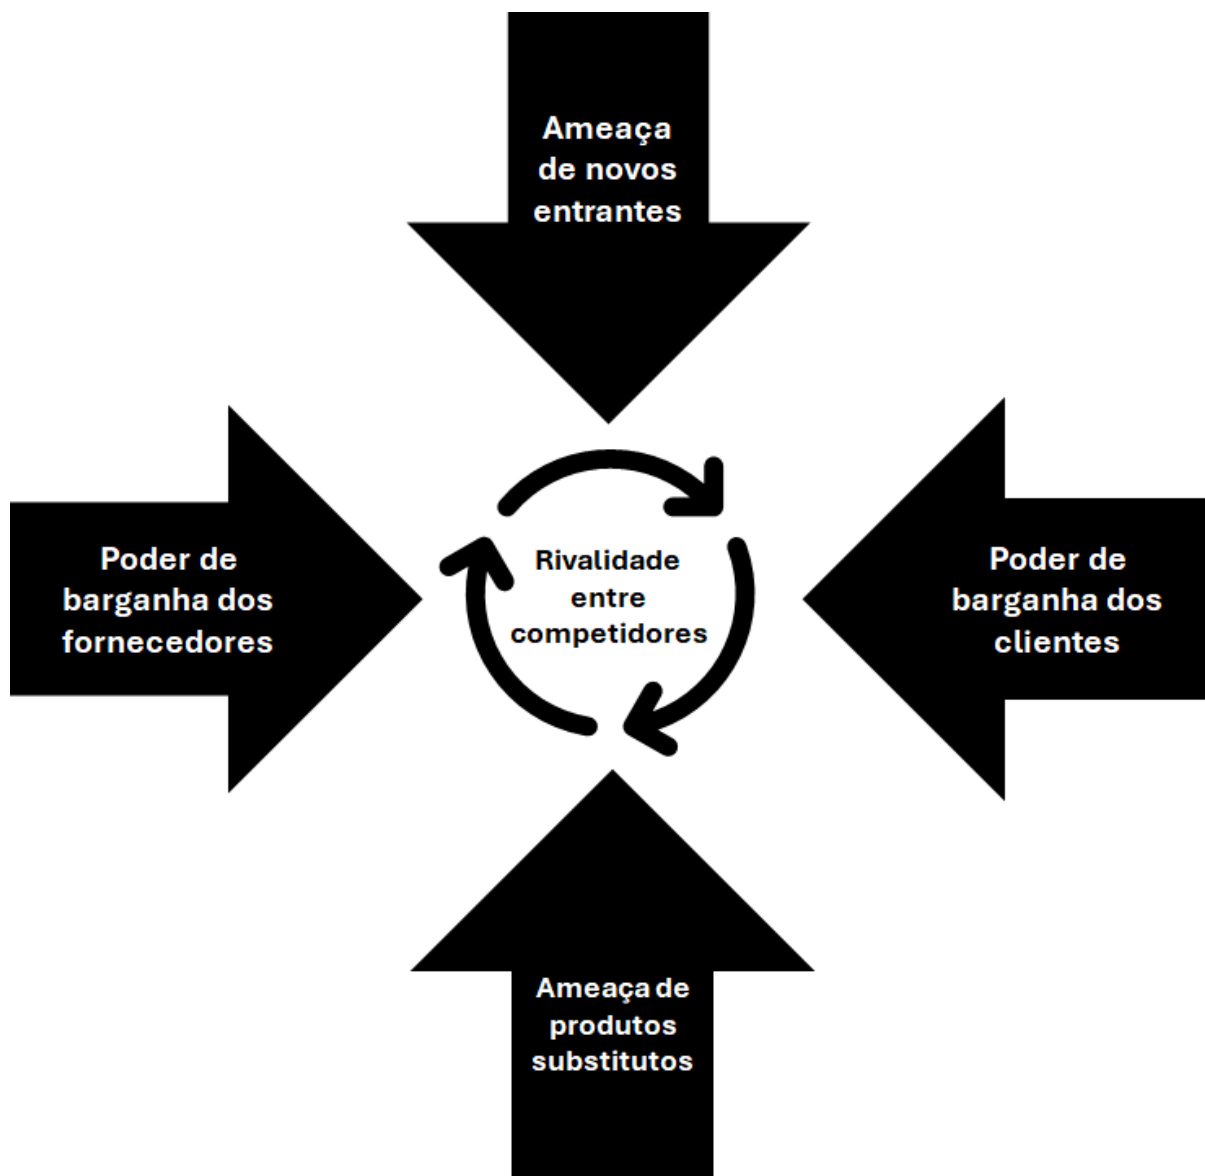 Ameaça
de novos
entrantes
Poder de
barganha dos
fornecedores
Rivalidade
entre
competidores
Poder de
barganha dos
clientes
Ameaça de
produtos
substitutos